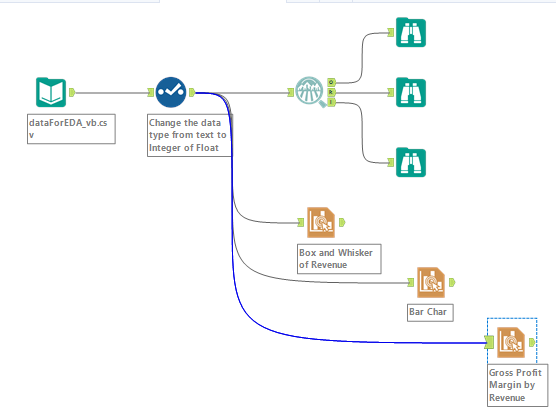 O
R
I
dataForEDA_vb.cs
v
Change the data
type from text to
Integer of Float
Box and Whisker
of Revenue
Bar Char
Gross Profit
Margin by
Revenue